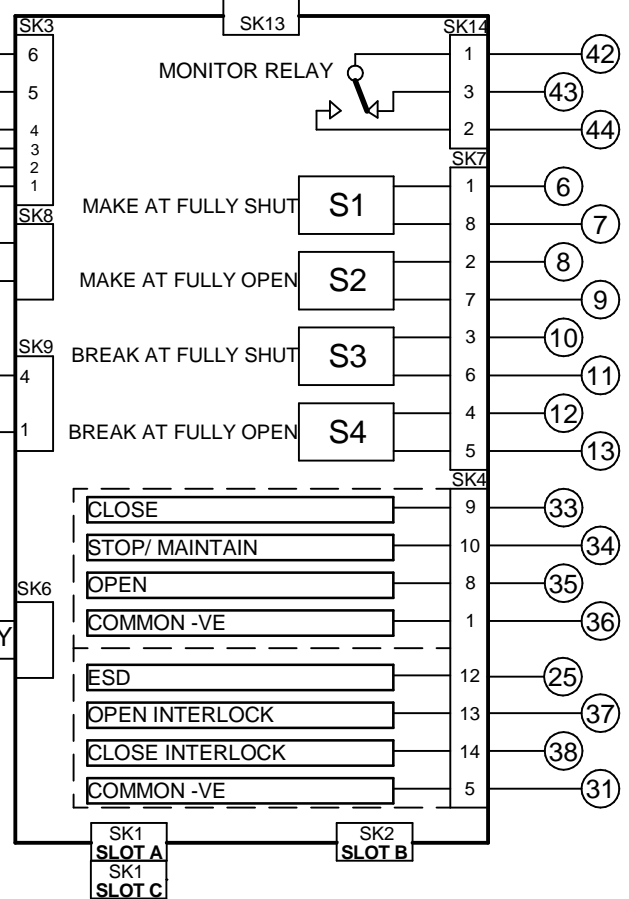 SK3
SK13
SK14
6
MONITOR RELAY
1
42
5
3
43
4
2
44
3
2
1
SK7
MAKE AT FULLY SHUT
S1
1
6
8
7
SK8
MAKE AT FULLY OPEN
S2
2
8
7
9
SK9
BREAK AT FULLY SHUT
S3
3
10
4
6
11
BREAK AT FULLY OPEN
S4
4
12
1
5
13
SK4
CLOSE
9
33
STOP/ MAINTAIN
10
34
SK6
OPEN
8
35
COMMON -VE
1
36
Y
ESD
12
25
OPEN INTERLOCK
13
37
CLOSE INTERLOCK
14
38
COMMON -VE
5
31
SK1
SLOT A
SK2
SLOT B
SK1
SLOT C